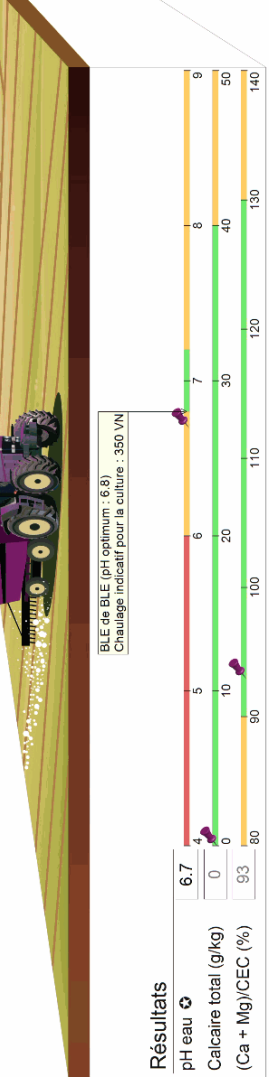 BLE de BLE (pH optimum : 6.8)
Chaulage indicatif pour la culture : 350 VN
Résultats
pH eau ✪ 6.7
4 5 6 7 8 9
Calcaire total (g/kg) 0
0 10 20 30 40 50
(Ca + Mg)/CEC (%) 93
80 90 100 110 120 130 140